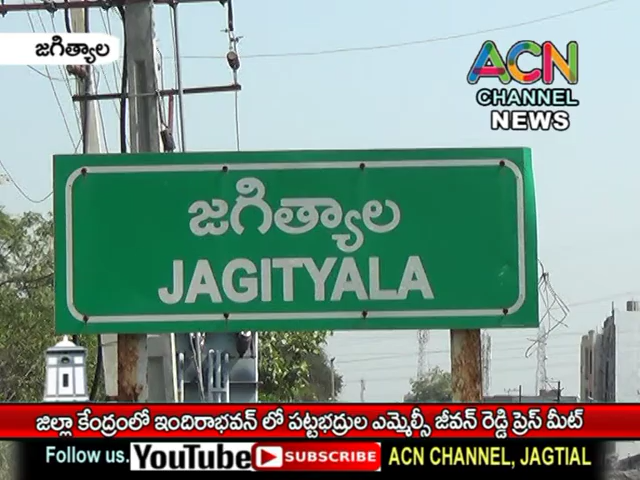 జగిత్యాల
ACN
CHANNEL
NEWS
జగిత్యాల
JAGITYALA
జిల్లా కేంద్రంలో ఇందిరాభవన్ లో పట్టభద్రుల ఎమ్మెల్సీ జీవన్ రెడ్డి ప్రెస్ మీట్
Follow us. YouTube SUBSCRIBE ACN CHANNEL, JAGTIAL